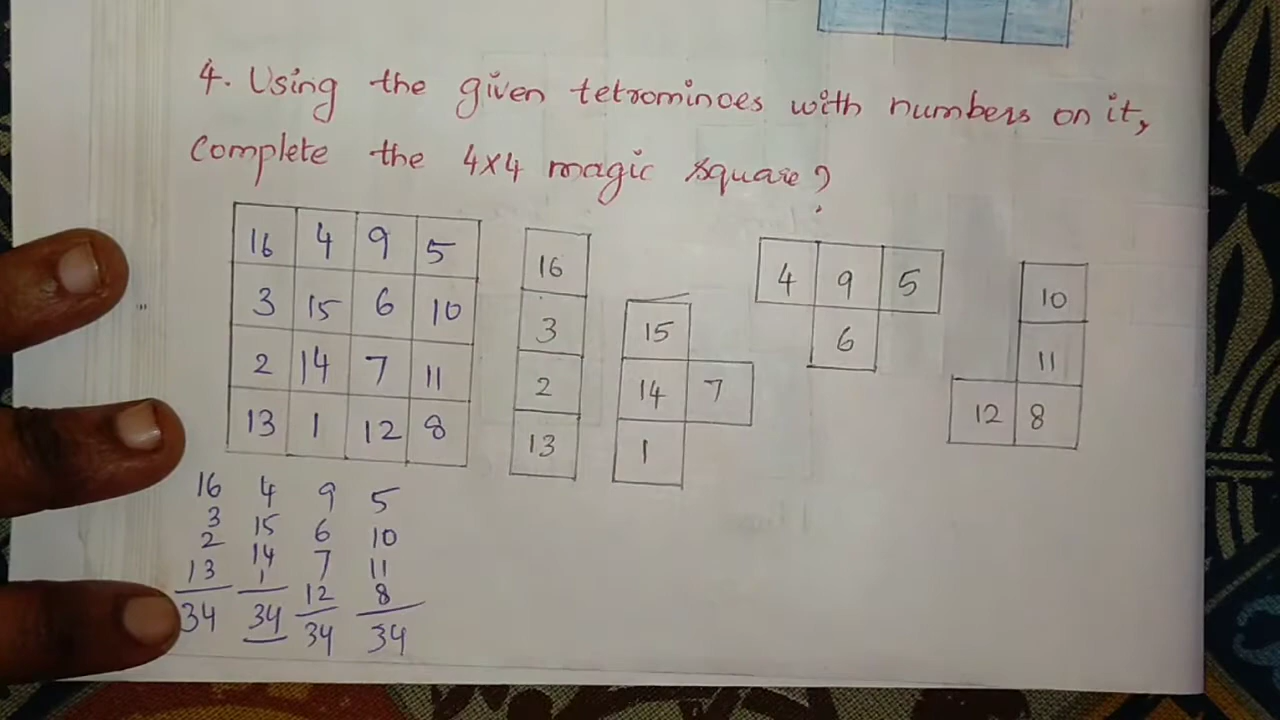 4. Using the given tetrominoes with numbers on it,
Complete the 4×4 magic square?
16 4 9 5
3 15 6 10
2 14 7 11
13 1 12 8
16
3
2
13
15
14 7
1
4 9 5
6
10
11
12 8
16 4 9 5
3 15 6 10
2 14 7 11
13 1 12 8
34 34 34 34